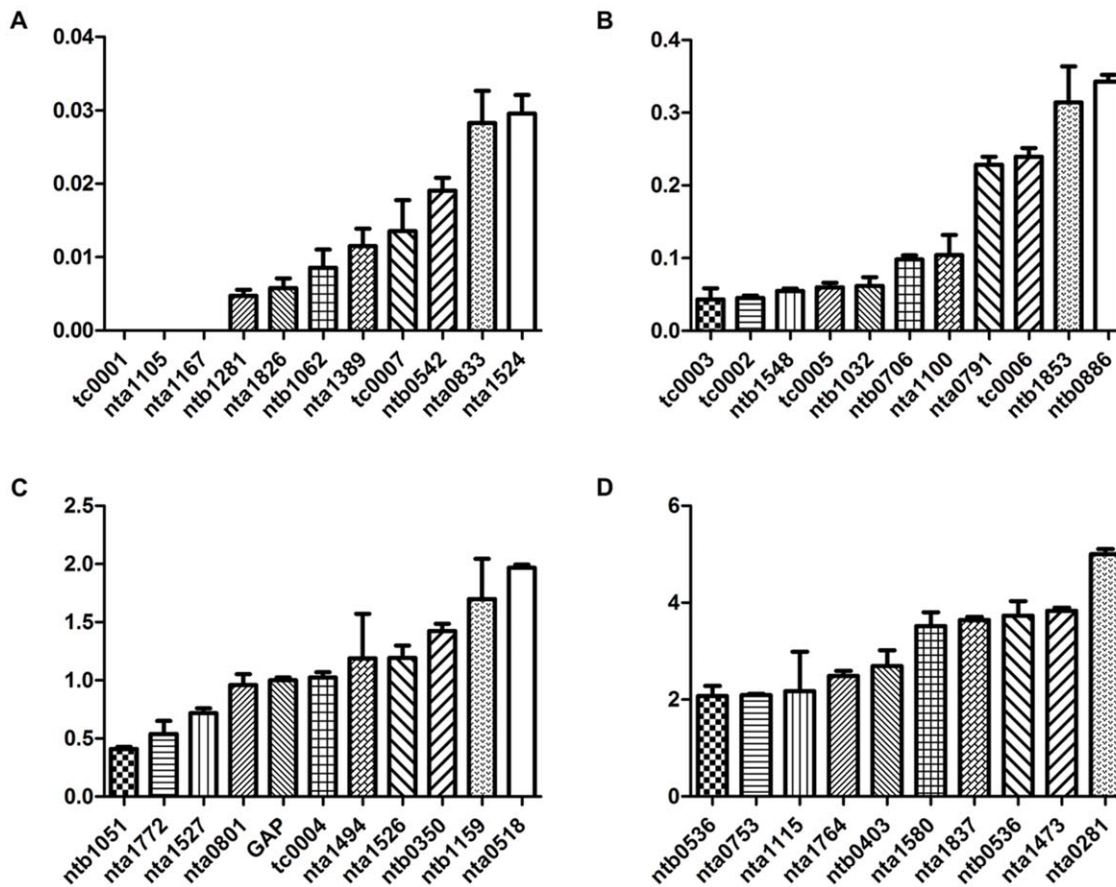 A
0.04
0.03
0.02
0.01
0.00
tc0001
nta1105
nta1167
ntb1281
nta1826
ntb1062
nta1389
tc0007
ntb0542
nta0833
nta1524
B
0.4
0.3
0.2
0.1
0.0
tc0003
tc0002
ntb1548
tc0005
ntb1032
ntb0706
nta1100
nta0791
tc0006
ntb1853
ntb0886
C
2.5
2.0
1.5
1.0
0.5
0.0
ntb1051
nta1772
nta1527
nta0801
GAP
tc0004
nta1494
nta1526
ntb0350
ntb1159
nta0518
D
6
4
2
0
ntb0536
nta0753
nta1115
nta1764
ntb0403
nta1580
nta1837
ntb0536
nta1473
nta0281